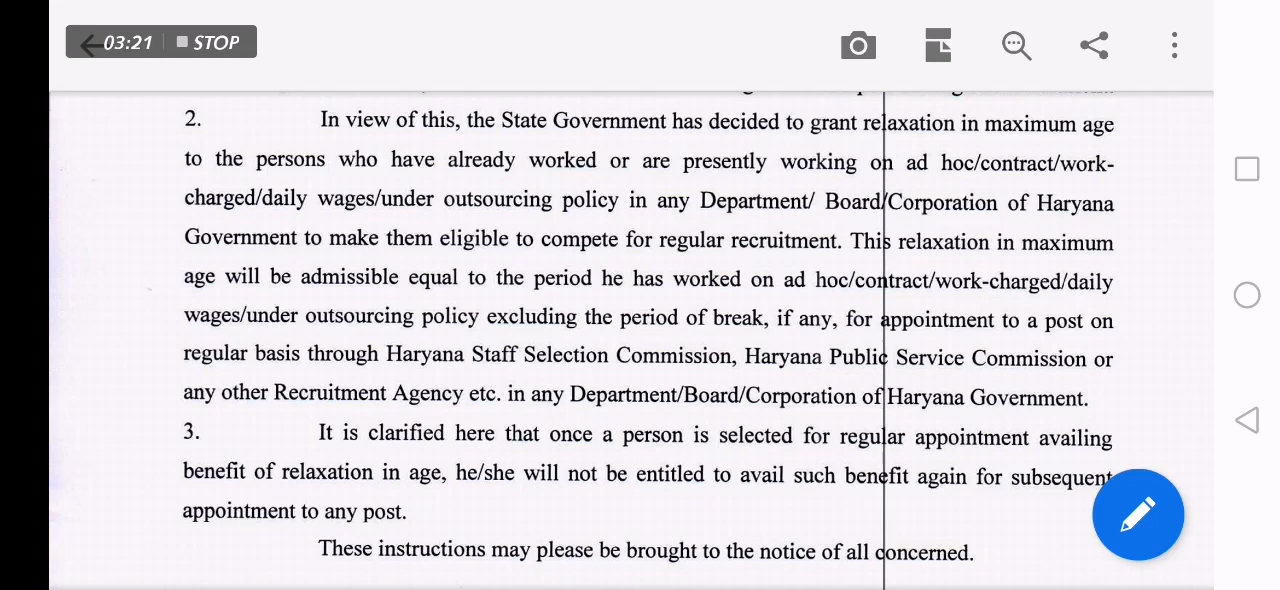 03:21 STOP
2. In view of this, the State Government has decided to grant relaxation in maximum age
to the persons who have already worked or are presently working on ad hoc/contract/work-
charged/daily wages/under outsourcing policy in any Department/ Board/Corporation of Haryana
Government to make them eligible to compete for regular recruitment. This relaxation in maximum
age will be admissible equal to the period he has worked on ad hoc/contract/work-charged/daily
wages/under outsourcing policy excluding the period of break, if any, for appointment to a post on
regular basis through Haryana Staff Selection Commission, Haryana Public Service Commission or
any other Recruitment Agency etc. in any Department/Board/Corporation of Haryana Government.
3. It is clarified here that once a person is selected for regular appointment availing
benefit of relaxation in age, he/she will not be entitled to avail such benefit again for subsequent
appointment to any post.
These instructions may please be brought to the notice of all concerned.